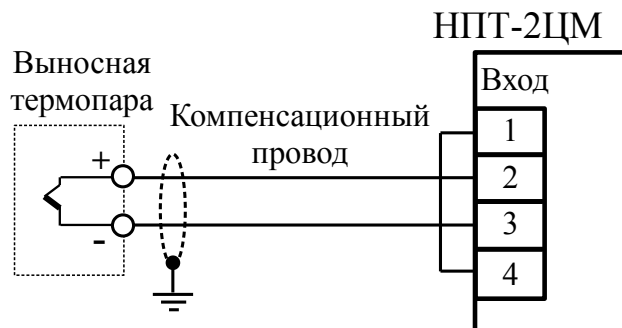 НПТ-2ЦМ
Выносная
термопара
Вход
Компенсационный
провод
1
+
2
-
3
4